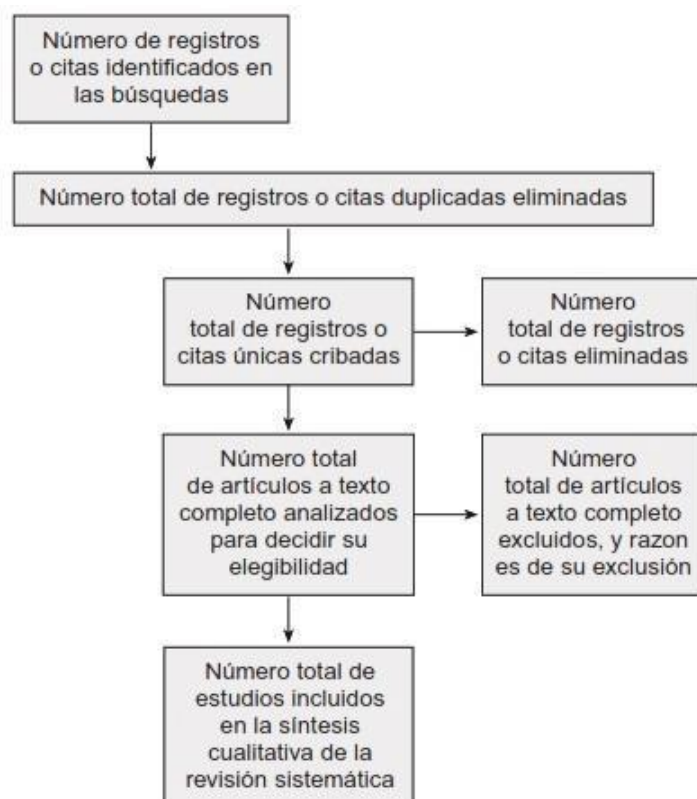 Número de registros
o citas identificados en
las búsquedas
Número total de registros o citas duplicadas eliminadas
Número
total de registros o
citas únicas cribadas
Número
total de registros
o citas eliminadas
Número total
de artículos a texto
completo analizados
para decidir su
elegibilidad
Número
total de artículos
a texto completo
excluidos, y razon
es de su exclusión
Número total de
estudios incluidos
en la síntesis
cualitativa de la
revisión sistemática